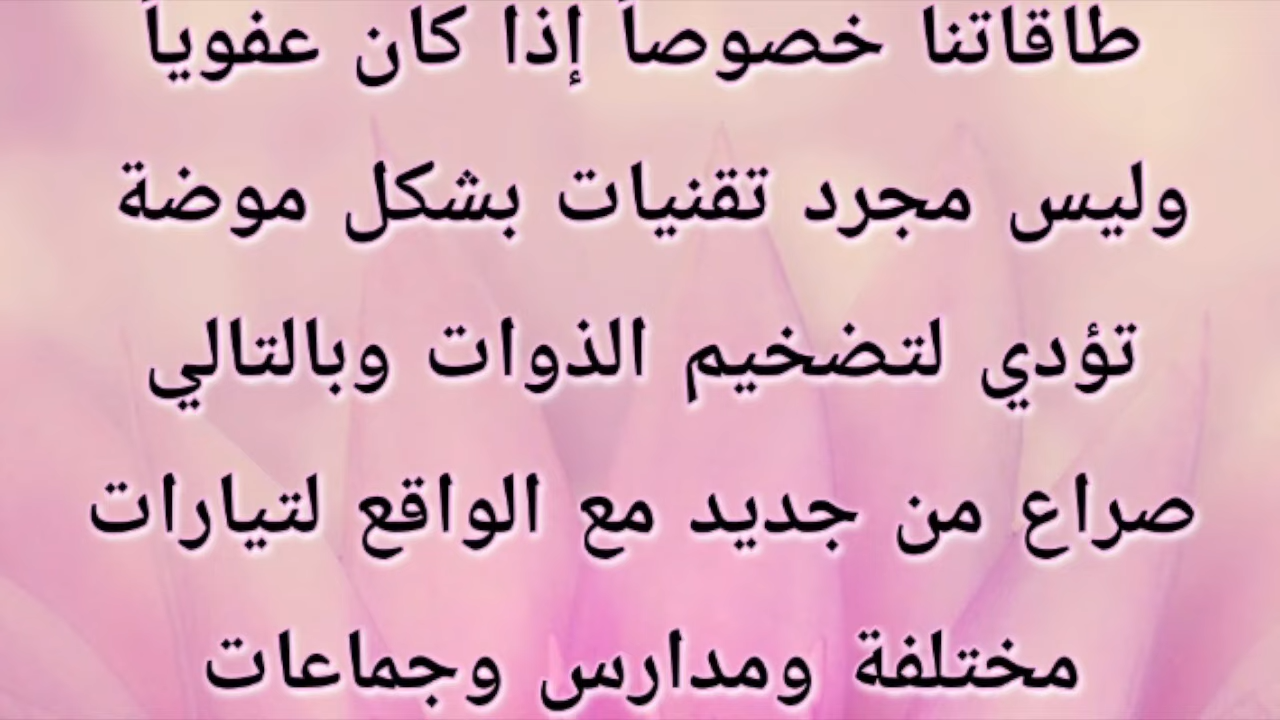 طاقاتنا خصوصاً إذا كان عفوياً
وليس مجرد تقنيات بشكل موضة
تؤدي لتضخيم الذوات وبالتالي
صراع من جديد مع الواقع لتيارات
مختلفة ومدارس وجماعات